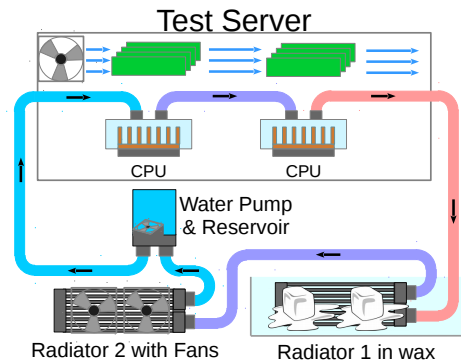 Test Server
CPU
CPU
Water Pump
& Reservoir
Radiator 2 with Fans
Radiator 1 in wax